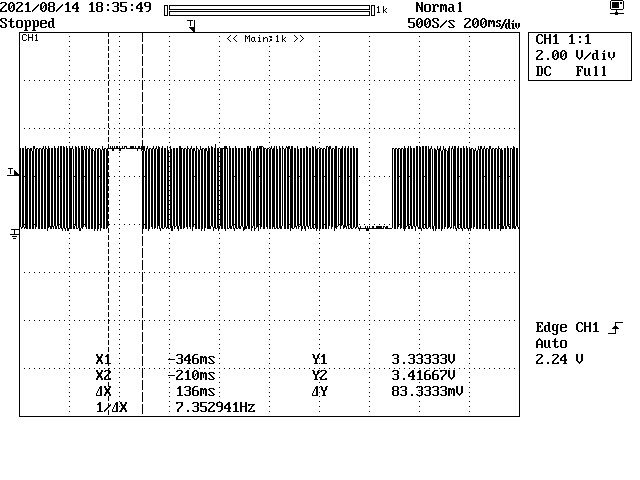 2021/08/14 18:35:49 1k Normal
Stopped T 500S/s 200ms/div
CH1 << Main:1k >>
CH1 1:1
2.00 V/div
DC Full
T
Edge CH1
Auto
2.24 V
X1 -346ms Y1 3.33333V
X2 -210ms Y2 3.41667V
ΔX 136ms ΔY 83.3333mV
1/ΔX 7.352941Hz